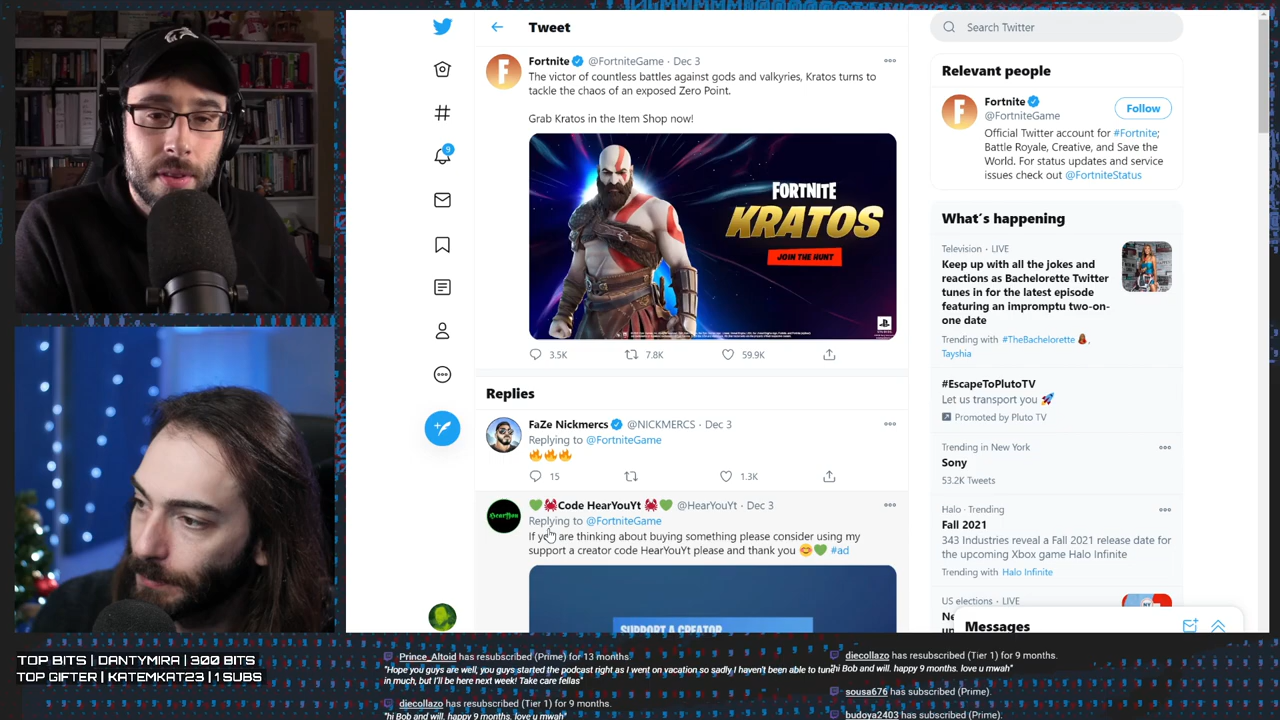 Tweet
Fortnite @FortniteGame · Dec 3
The victor of countless battles against gods and valkyries, Kratos turns to
tackle the chaos of an exposed Zero Point.
Grab Kratos in the Item Shop now!
FORTNITE
KRATOS
JOIN THE HUNT
3.5K 7.8K 59.9K
Replies
FaZe Nickmercs @NICKMERCS · Dec 3
Replying to @FortniteGame
🔥🔥🔥
15 1.3K
💚🦀Code HearYouYt 🦀💚 @HearYouYt · Dec 3
Replying to @FortniteGame
If you are thinking about buying something please consider using my
support a creator code HearYouYt please and thank you 😊💚 #ad
SUPPORT A CREATOR
9
Search Twitter
Relevant people
Fortnite
@FortniteGame
Follow
Official Twitter account for #Fortnite;
Battle Royale, Creative, and Save the
World. For status updates and service
issues check out @FortniteStatus
What's happening
Television · LIVE
Keep up with all the jokes and
reactions as Bachelorette Twitter
tunes in for the latest episode
featuring an impromptu two-on-
one date
Trending with #TheBachelorette,
Tayshia
#EscapeToPlutoTV
Let us transport you 🚀
Promoted by Pluto TV
Trending in New York
Sony
53.2K Tweets
Halo · Trending
Fall 2021
343 Industries reveal a Fall 2021 release date for
the upcoming Xbox game Halo Infinite
Trending with Halo Infinite
US elections · LIVE
Messages
TOP BITS | DANTYMIRA | 300 BITS
TOP GIFTER | KATEMKAT23 | 1 SUBS
Prince_Altoid has resubscribed (Prime) for 13 months.
"Hope you guys are well, you guys started the podcast right as I went on vacation so sadly I haven't been able to tune
in much, but I'll be here next week! Take care fellas"
diecollazo has resubscribed (Tier 1) for 9 months.
"hi Bob and will. happy 9 months. love u mwah"
diecollazo has resubscribed (Tier 1) for 9 months.
hi Bob and will. happy 9 months. love u mwah"
sousa676 has subscribed (Prime).
budoya2403 has subscribed (Prime):